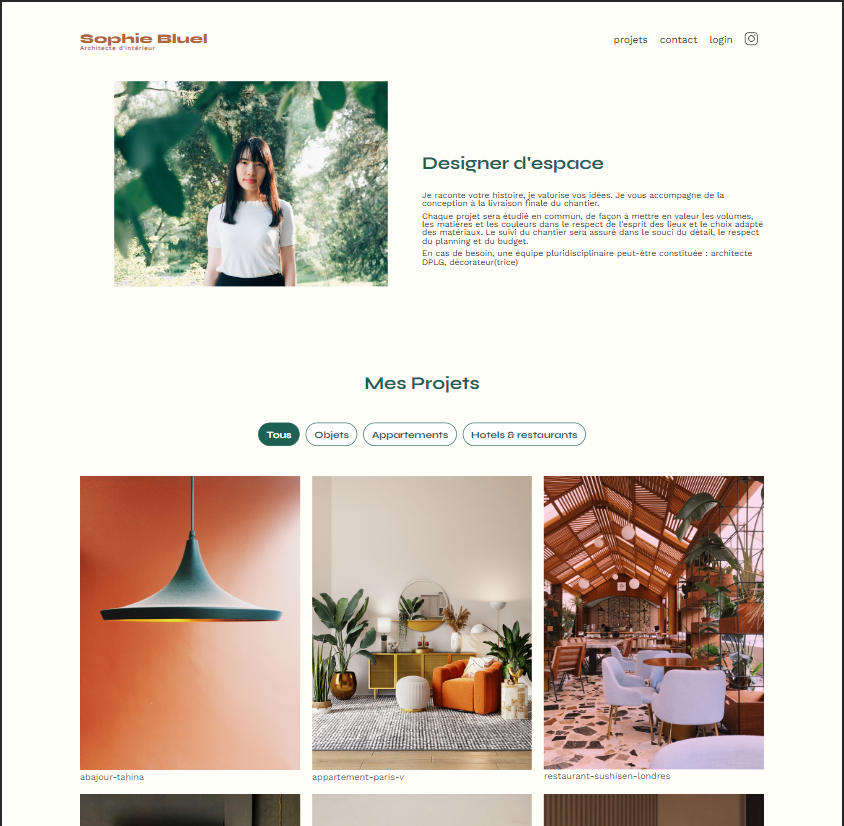 Sophie Bluel
Architecte d'intérieur
projets contact login
Designer d'espace
Je raconte votre histoire, je valorise vos idées. Je vous accompagne de la
conception à la livraison finale du chantier.
Chaque projet sera étudié en commun, de façon à mettre en valeur les volumes,
les matières et les couleurs dans le respect de l'esprit des lieux et le choix adapté
des matériaux. Le suivi du chantier sera assuré dans le souci du détail, le respect
du planning et du budget.
En cas de besoin, une équipe pluridisciplinaire peut-être constituée : architecte
DPLG, décorateur(trice)
Mes Projets
Tous Objets Appartements Hotels & restaurants
abajour-tahina
appartement-paris-v
restaurant-sushisen-londres